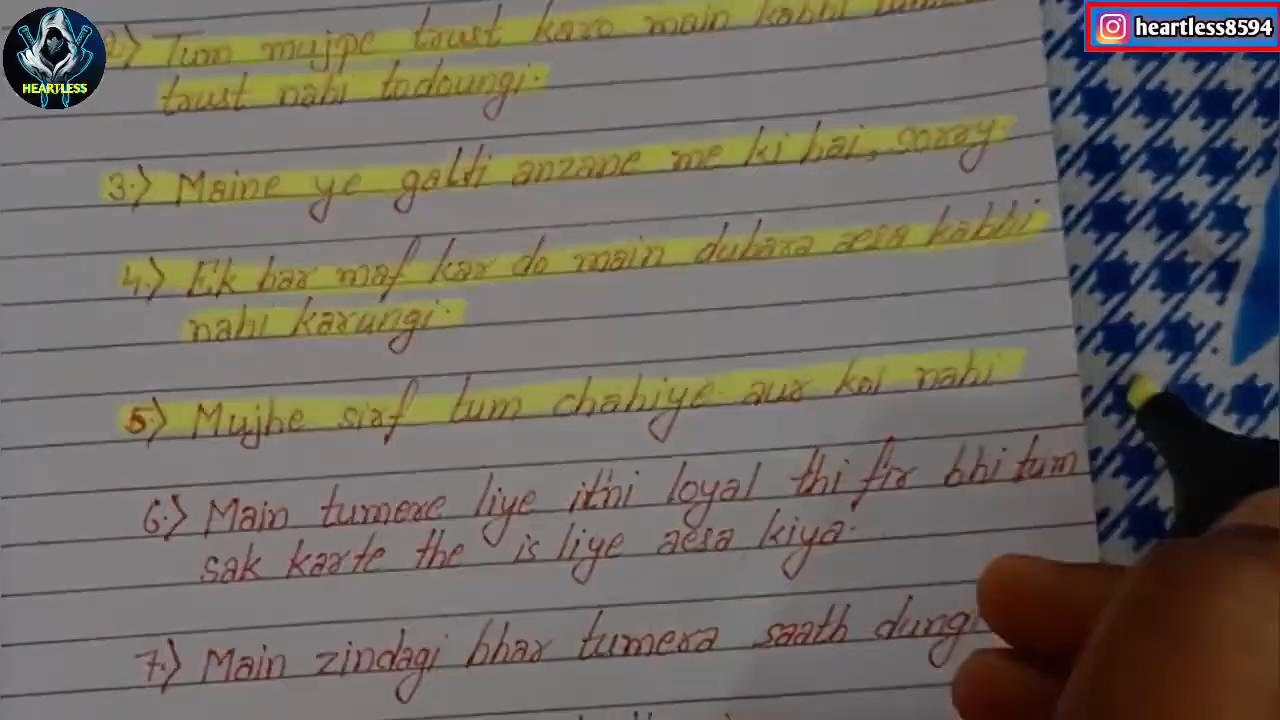 HEARTLESS
heartless8594
2.) Tum mujpe trust karo main kabhi
trust nahi todoungi.
3.) Maine ye galti anzane me ki hai, soray.
4.) Ek bar maf kar do main dubara aesa kabhi
nahi karungi.
5.) Mujhe sirf tum chahiye aur koi nahi
6.) Main tumere liye itni loyal thi fir bhi tum
sak karte the is liye aesa kiya.
7.) Main zindagi bhar tumera saath dungi